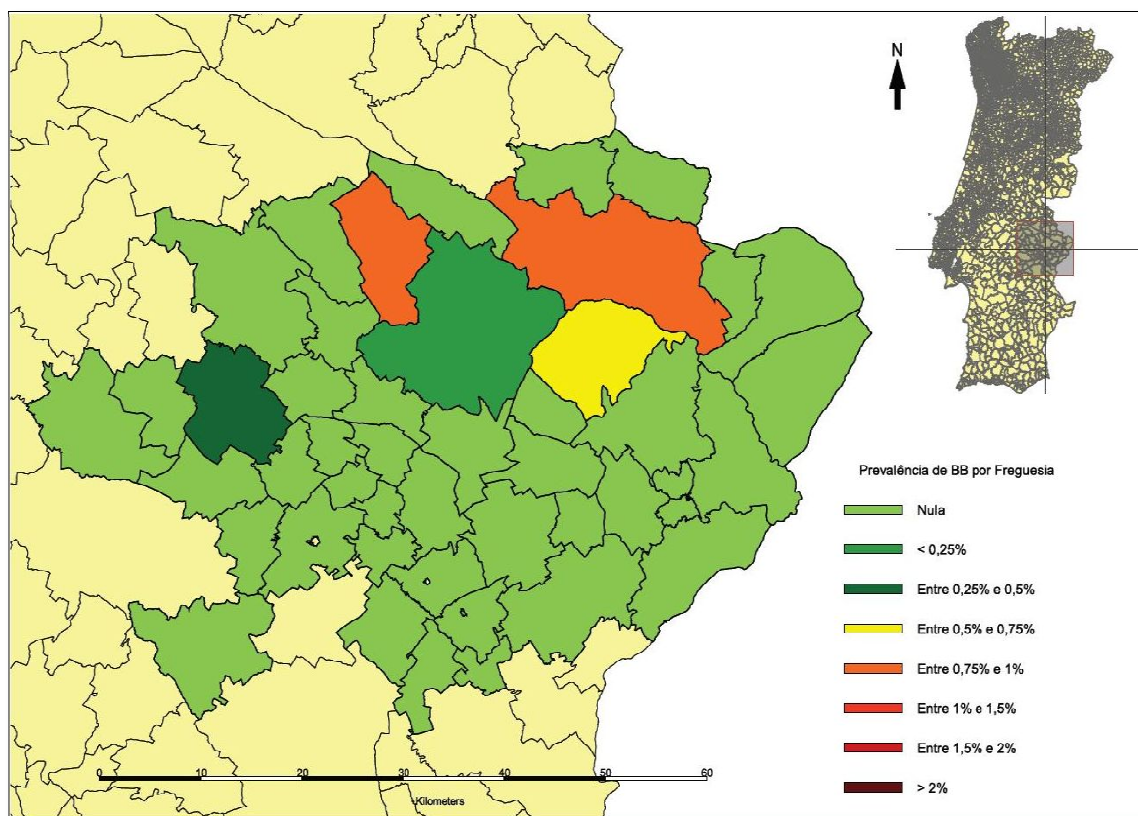 N
Prevalência de BB por Freguesia
Nula
< 0,25%
Entre 0,25% e 0,5%
Entre 0,5% e 0,75%
Entre 0,75% e 1%
Entre 1% e 1,5%
Entre 1,5% e 2%
> 2%
0 10 20 30 40 50 60
Kilometers